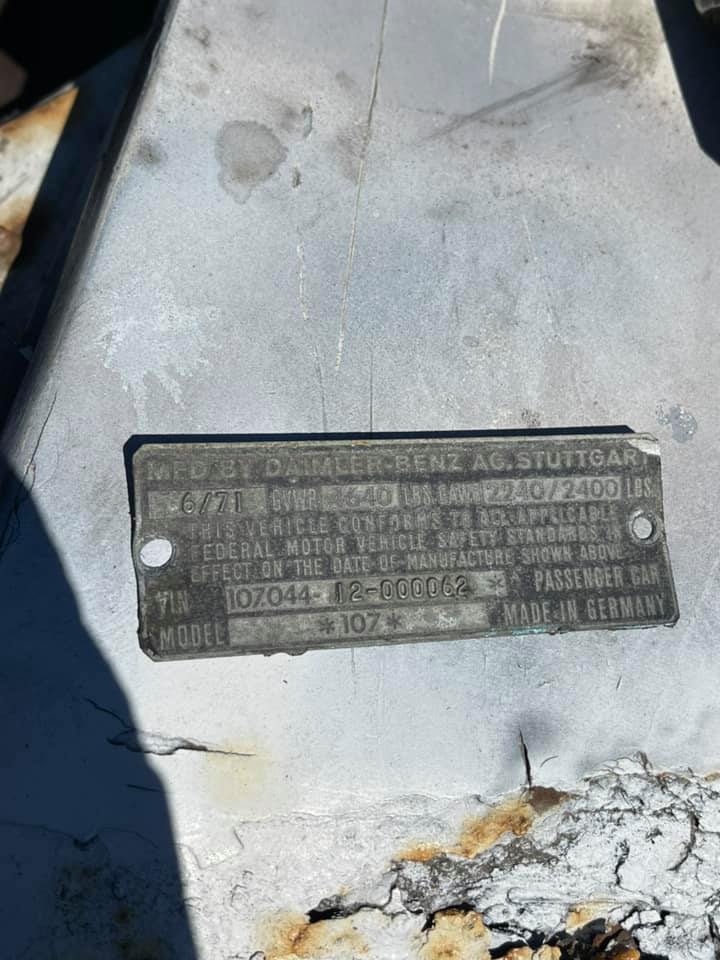 MFD. BY DAIMLER-BENZ AG. STUTTGART
6/71 GVWR 3640 LBS. GAWR 2240/2400 LBS.
THIS VEHICLE CONFORMS TO ALL APPLICABLE
FEDERAL MOTOR VEHICLE SAFETY STANDARDS IN
EFFECT ON THE DATE OF MANUFACTURE SHOWN ABOVE
VIN 107.044-12-000062 * PASSENGER CAR
MODEL *107* MADE IN GERMANY